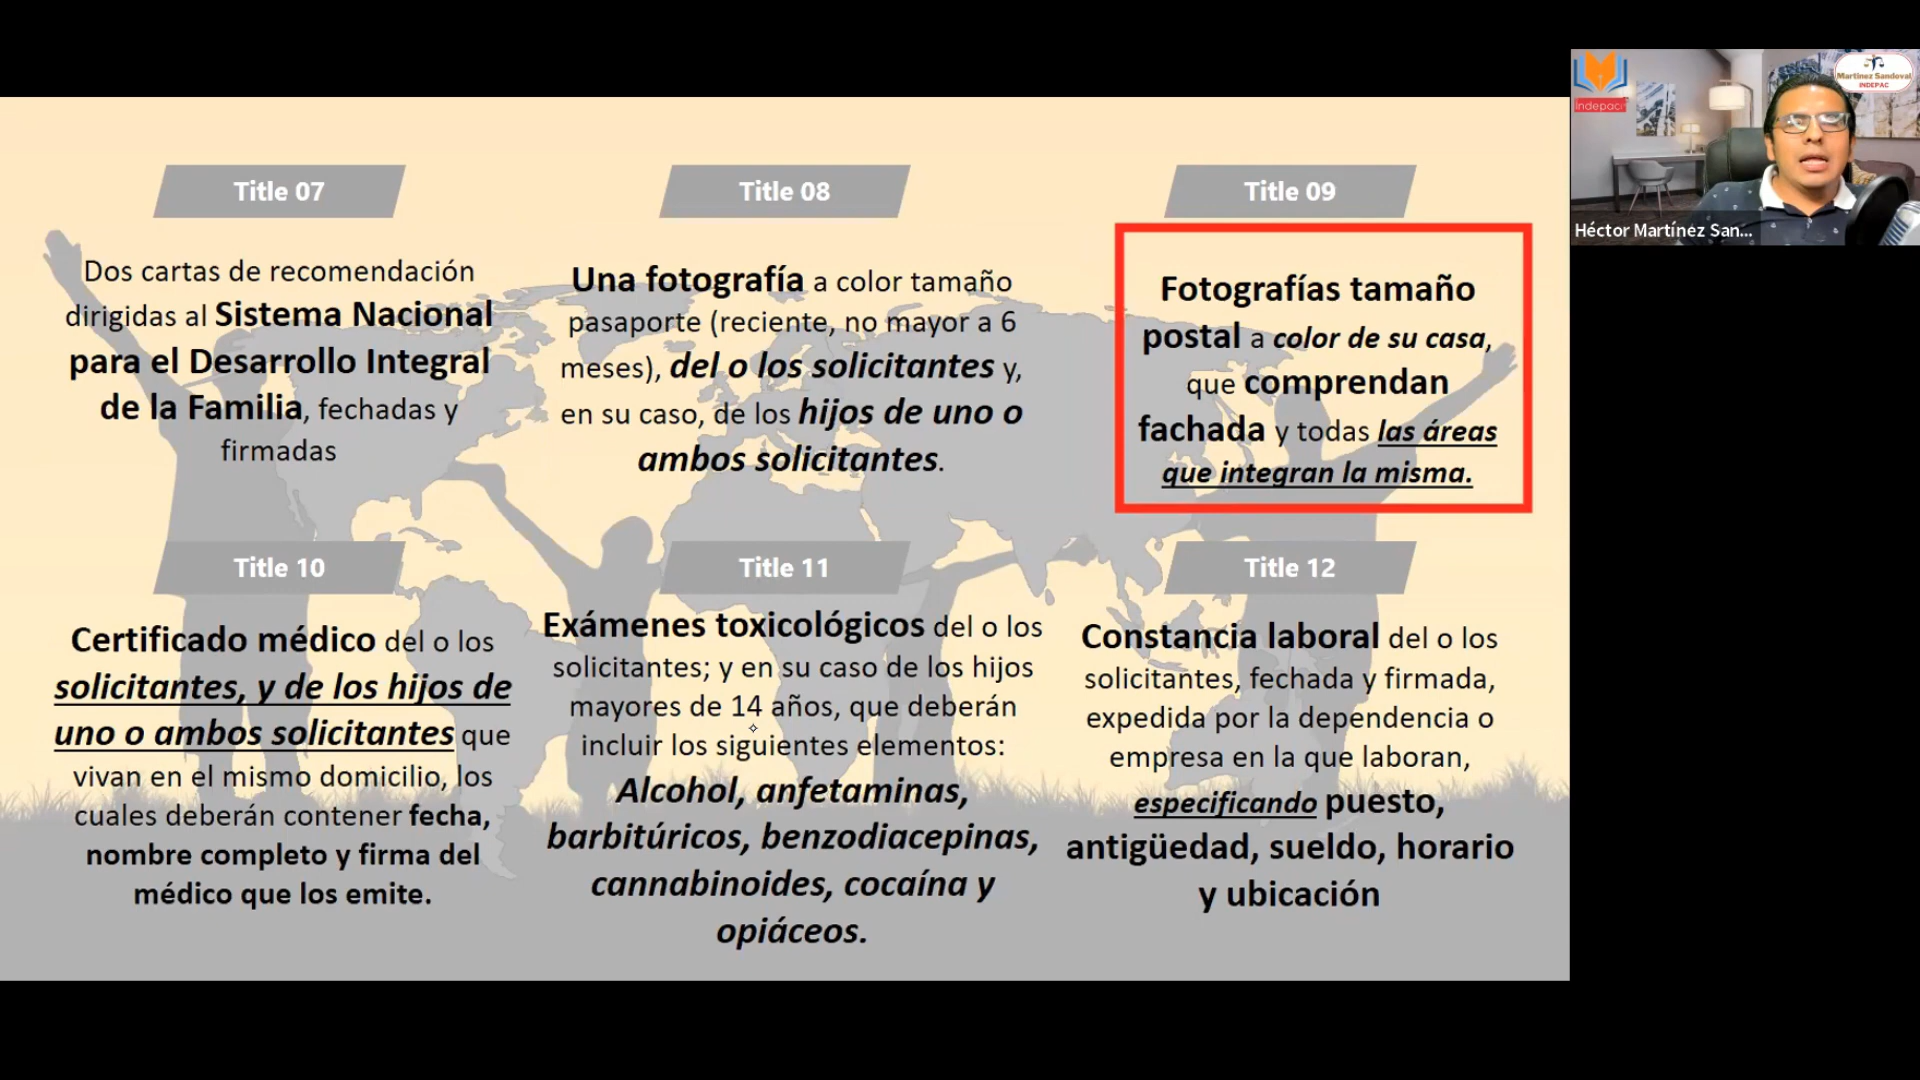 Title 07
Dos cartas de recomendación
dirigidas al Sistema Nacional
para el Desarrollo Integral
de la Familia, fechadas y
firmadas
Title 08
Una fotografía a color tamaño
pasaporte (reciente, no mayor a 6
meses), del o los solicitantes y,
en su caso, de los hijos de uno o
ambos solicitantes.
Title 09
Fotografías tamaño
postal a color de su casa,
que comprendan
fachada y todas las áreas
que integran la misma.
Title 10
Certificado médico del o los
solicitantes, y de los hijos de
uno o ambos solicitantes que
vivan en el mismo domicilio, los
cuales deberán contener fecha,
nombre completo y firma del
médico que los emite.
Title 11
Exámenes toxicológicos del o los
solicitantes; y en su caso de los hijos
mayores de 14 años, que deberán
incluir los siguientes elementos:
Alcohol, anfetaminas,
barbitúricos, benzodiacepinas,
cannabinoides, cocaína y
opiáceos.
Title 12
Constancia laboral del o los
solicitantes, fechada y firmada,
expedida por la dependencia o
empresa en la que laboran,
especificando puesto,
antigüedad, sueldo, horario
y ubicación
Indepac
Martínez Sandoval
INDEPAC
Héctor Martínez San...